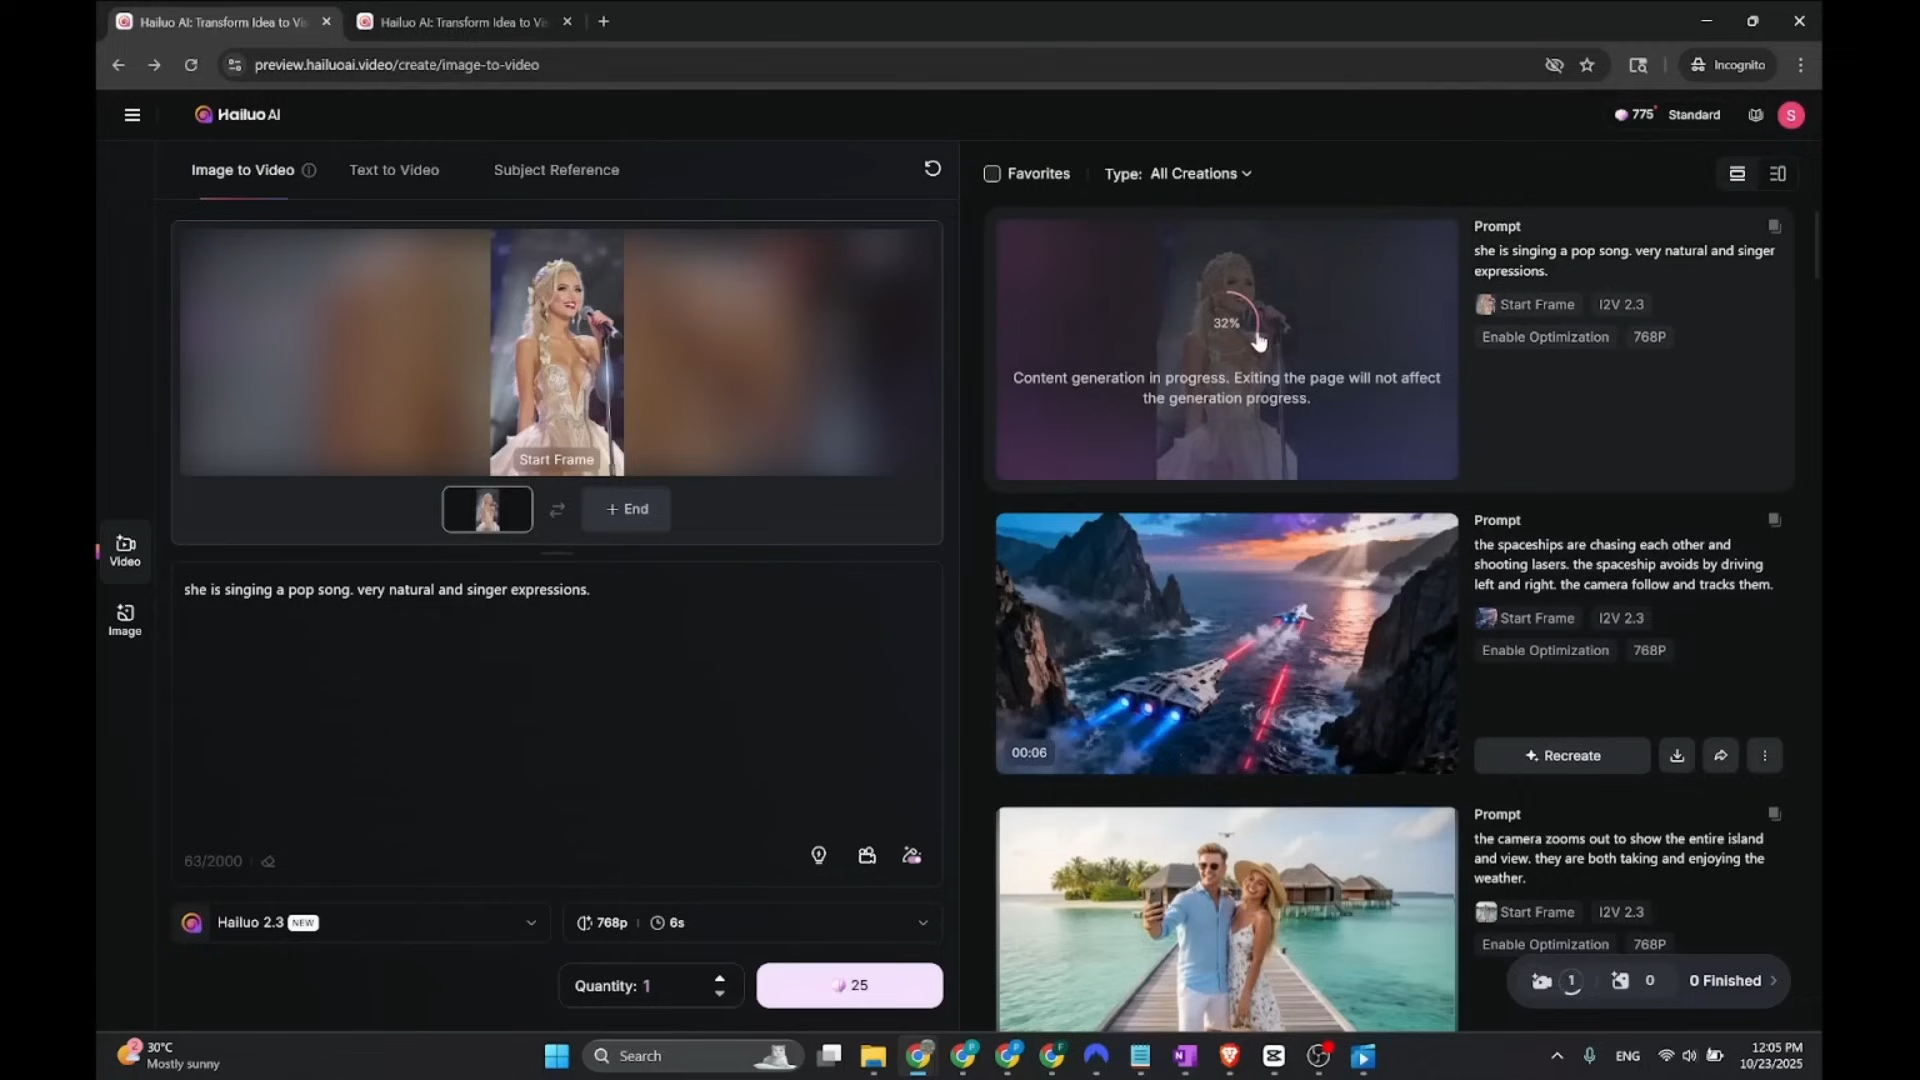 Hailuo AI: Transform Idea to Vi
Hailuo AI: Transform Idea to Vi
preview.hailuoai.video/create/image-to-video
Incognito
Hailuo AI
775
Standard
S
Image to Video
Text to Video
Subject Reference
Start Frame
+ End
Video
Image
she is singing a pop song. very natural and singer expressions.
63/2000
Hailuo 2.3 NEW
768p
6s
Quantity: 1
25
Favorites
Type: All Creations
32%
Content generation in progress. Exiting the page will not affect
the generation progress.
Prompt
she is singing a pop song. very natural and singer
expressions.
Start Frame
I2V 2.3
Enable Optimization
768P
00:06
Prompt
the spaceships are chasing each other and
shooting lasers. the spaceship avoids by driving
left and right. the camera follow and tracks them.
Start Frame
I2V 2.3
Enable Optimization
768P
Recreate
Prompt
the camera zooms out to show the entire island
and view. they are both taking and enjoying the
weather.
Start Frame
I2V 2.3
Enable Optimization
768P
1
0
0 Finished
2
30°C
Mostly sunny
Search
P
P
F
ENG
12:05 PM
10/23/2025